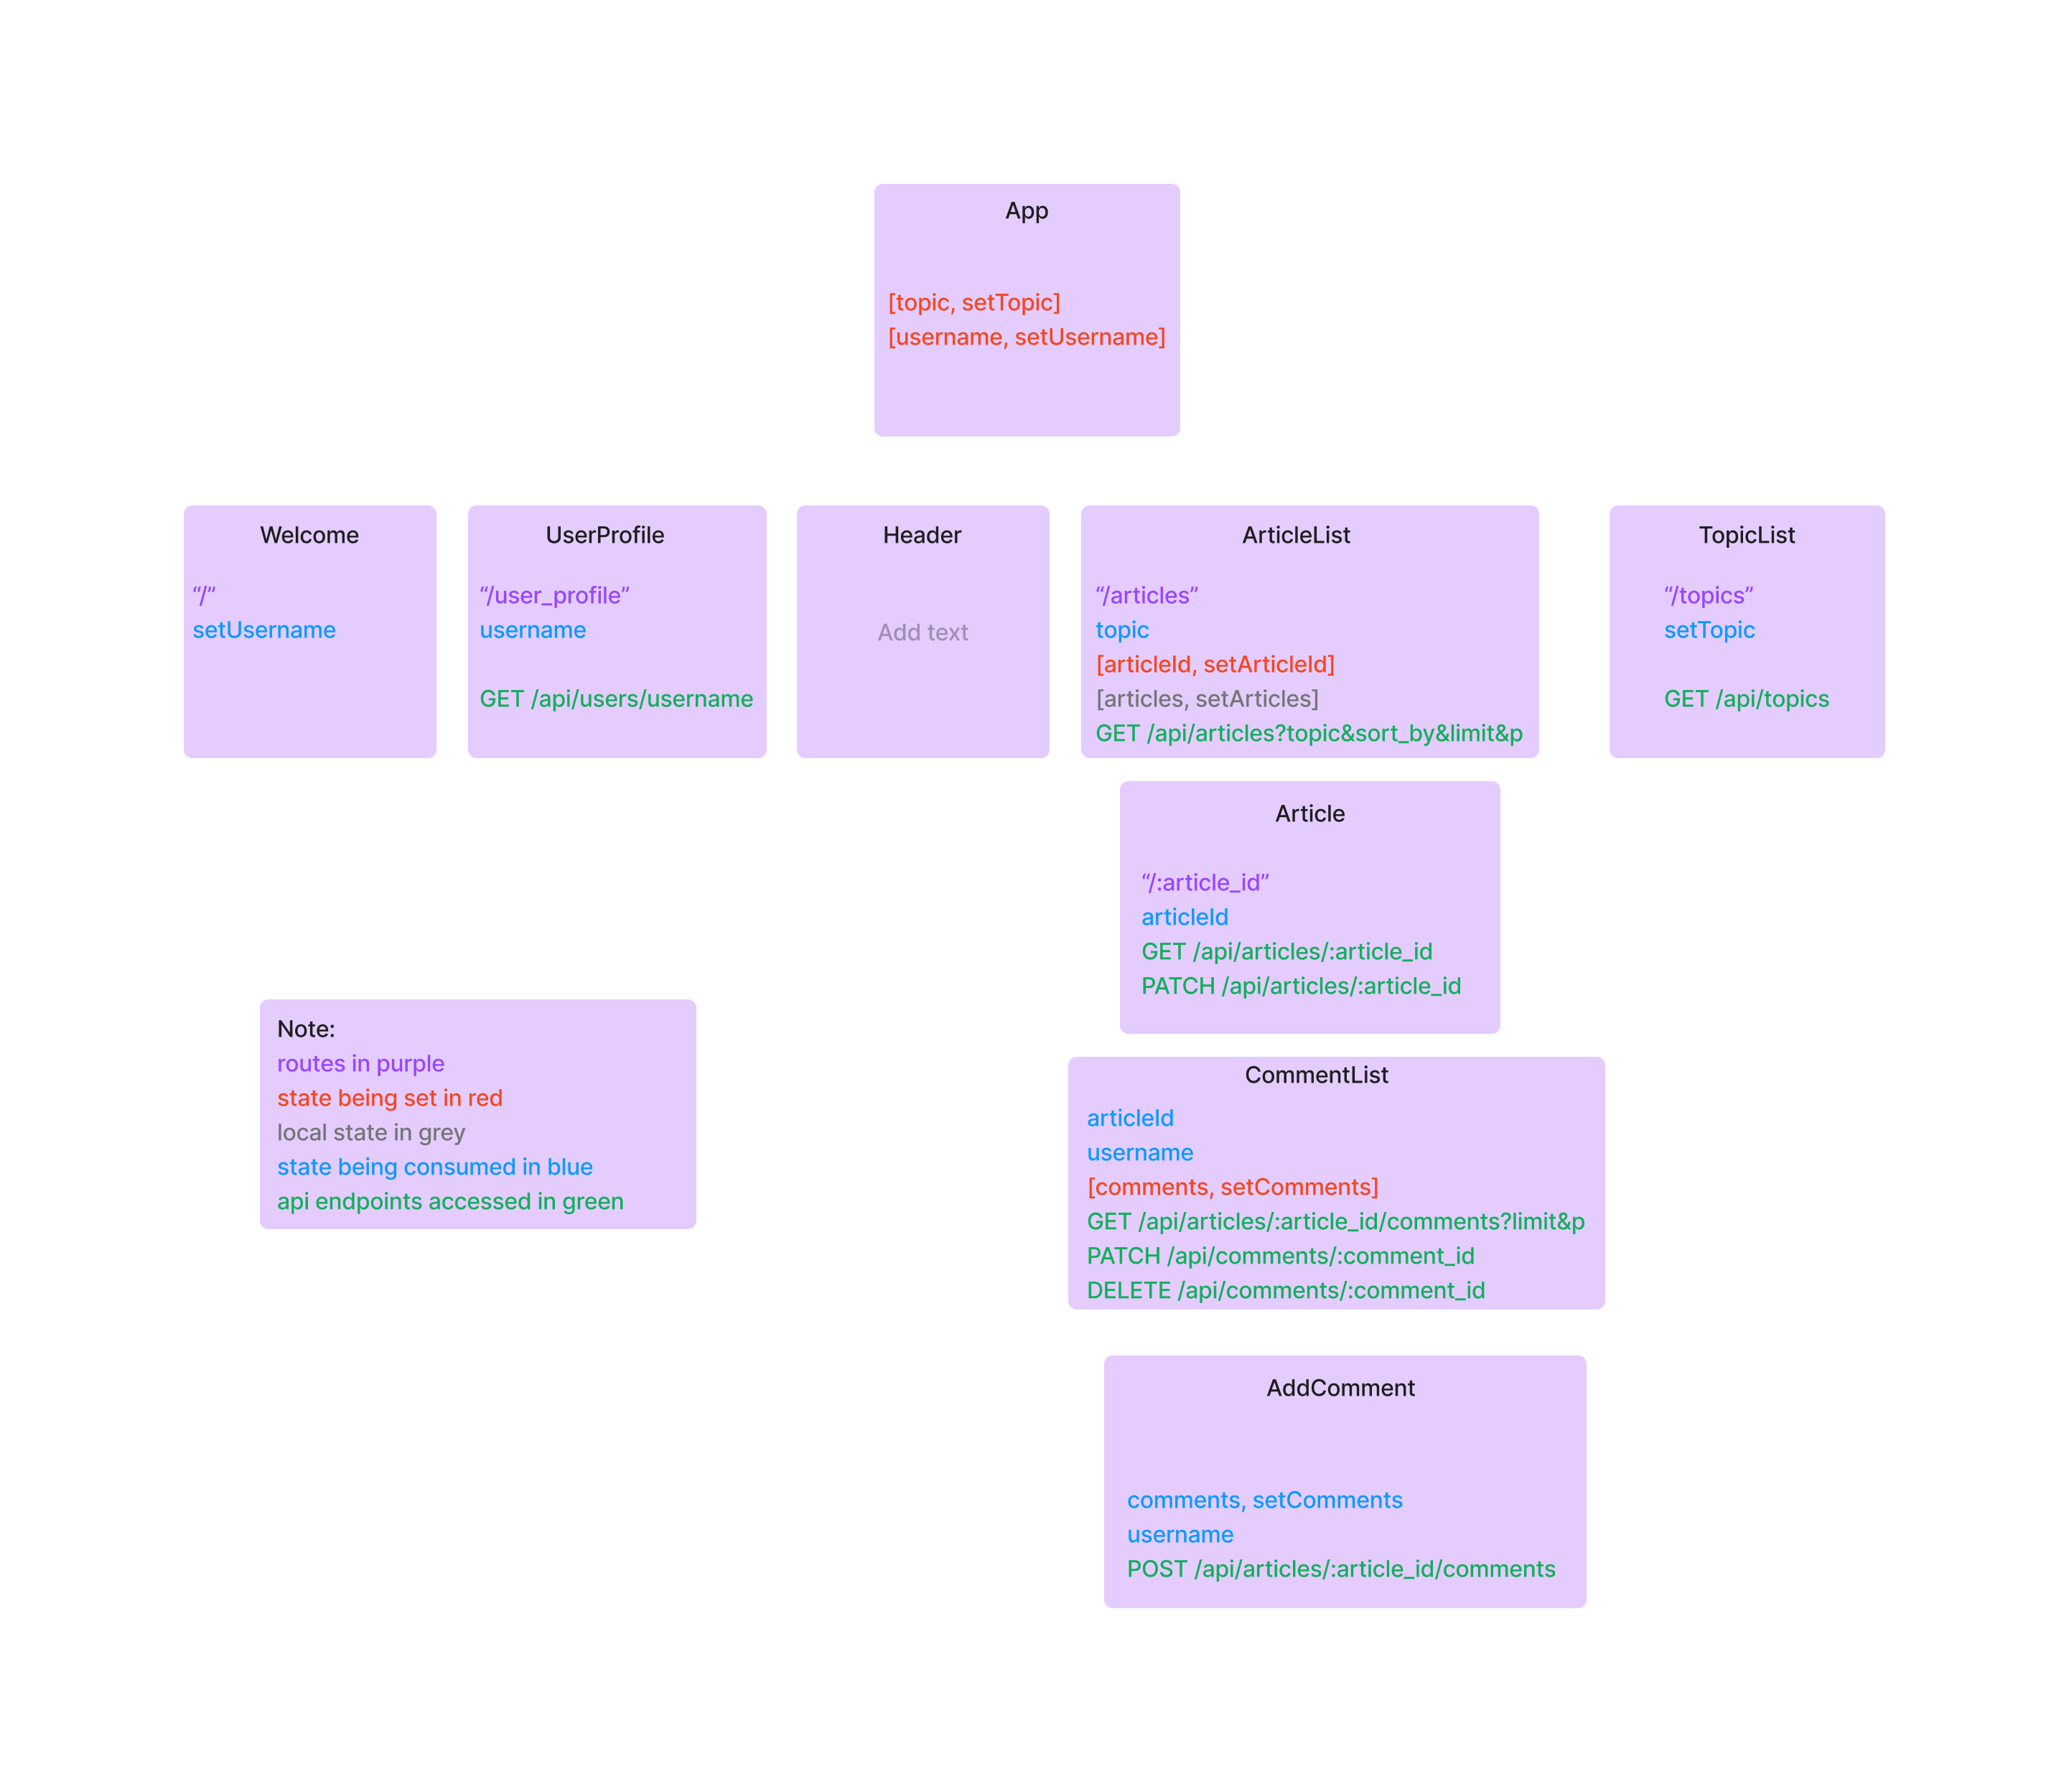 App
[topic, setTopic]
[username, setUsername]
Welcome
“/”
setUsername
UserProfile
“/user_profile”
username
GET /api/users/username
Header
Add text
ArticleList
“/articles”
topic
[articleId, setArticleId]
[articles, setArticles]
GET /api/articles?topic&sort_by&limit&p
TopicList
“/topics”
setTopic
GET /api/topics
Article
“/:article_id”
articleId
GET /api/articles/:article_id
PATCH /api/articles/:article_id
Note:
routes in purple
state being set in red
local state in grey
state being consumed in blue
api endpoints accessed in green
CommentList
articleId
username
[comments, setComments]
GET /api/articles/:article_id/comments?limit&p
PATCH /api/comments/:comment_id
DELETE /api/comments/:comment_id
AddComment
comments, setComments
username
POST /api/articles/:article_id/comments